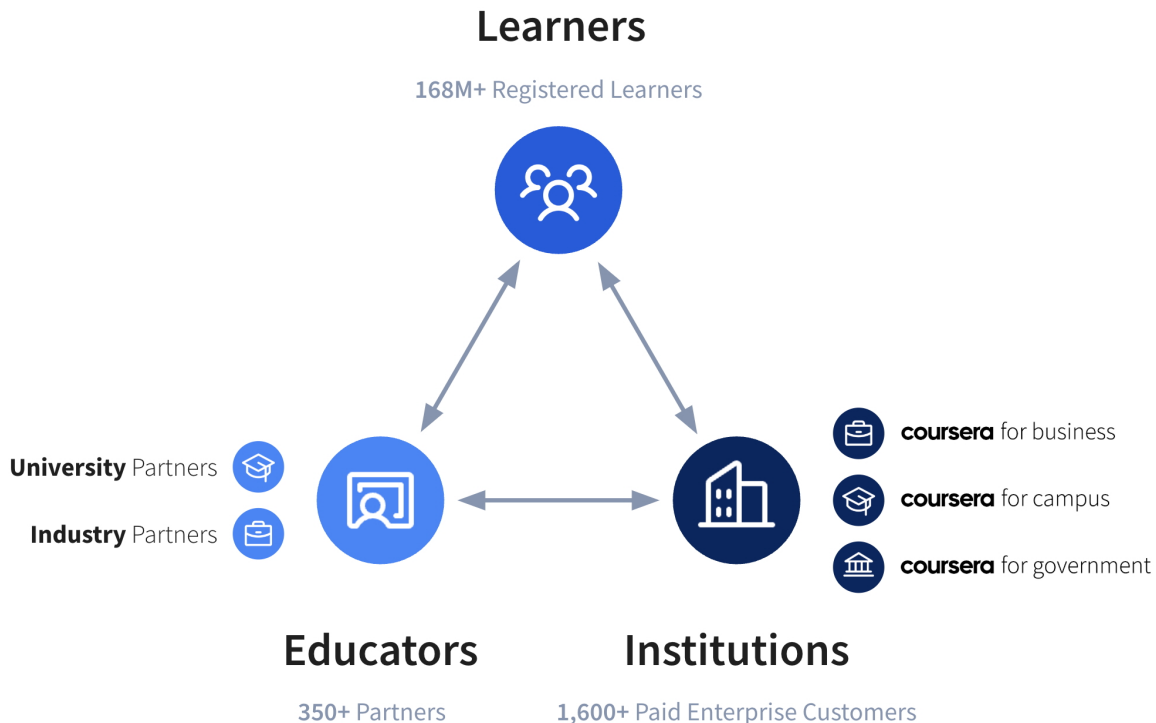 Learners
168M+ Registered Learners
University Partners
Industry Partners
coursera for business
coursera for campus
coursera for government
Educators
350+ Partners
Institutions
1,600+ Paid Enterprise Customers